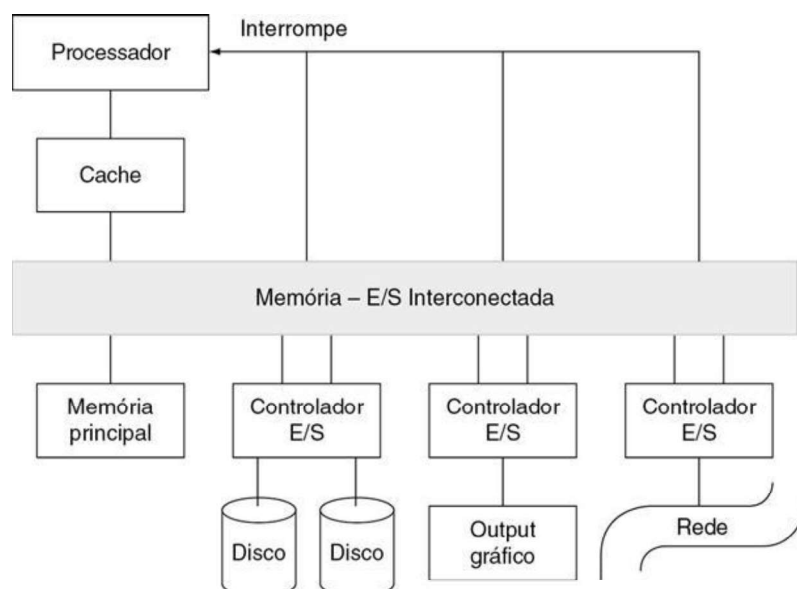 Interrompe
Processador
Cache
Memória – E/S Interconectada
Memória
principal
Controlador
E/S
Controlador
E/S
Controlador
E/S
Disco
Disco
Output
gráfico
Rede